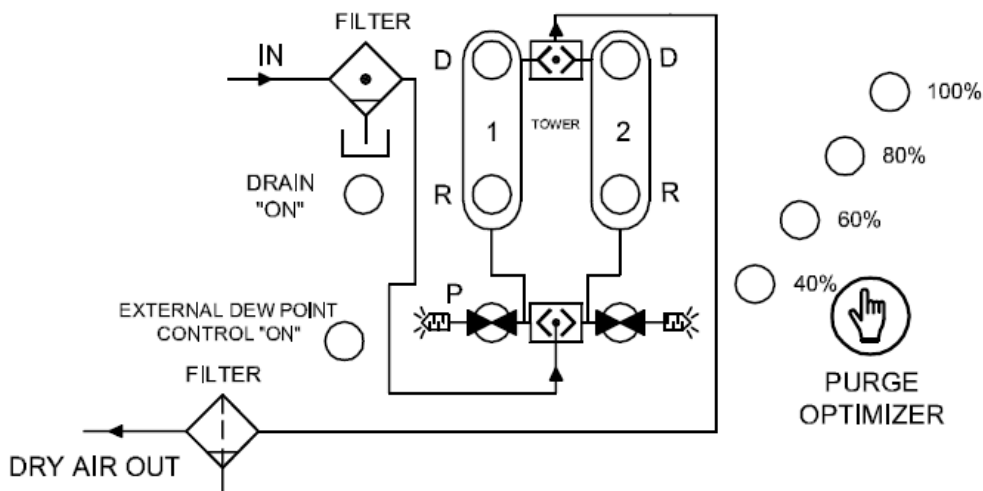 FILTER
IN
D
D
100%
1
TOWER
2
80%
DRAIN
"ON"
R
R
60%
40%
EXTERNAL DEW POINT
CONTROL "ON"
P
FILTER
PURGE
OPTIMIZER
DRY AIR OUT